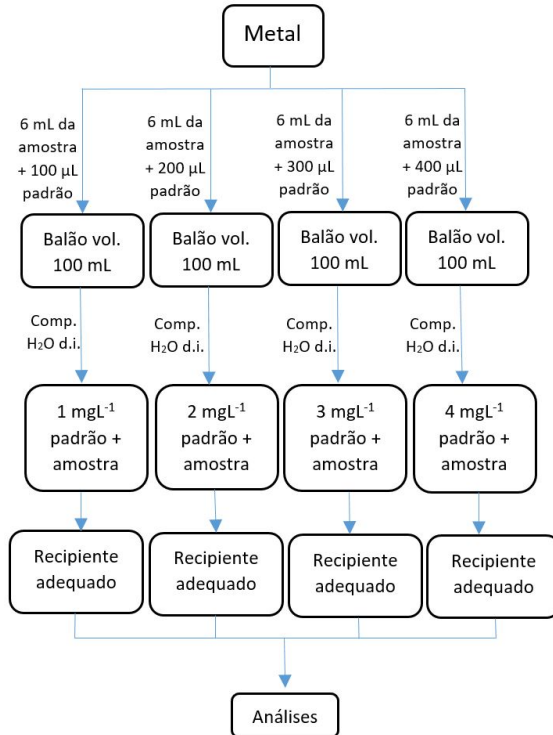 Metal
6 mL da
amostra
+ 100 µL
padrão
6 mL da
amostra
+ 200 µL
padrão
6 mL da
amostra
+ 300 µL
padrão
6 mL da
amostra
+ 400 µL
padrão
Balão vol.
100 mL
Balão vol.
100 mL
Balão vol.
100 mL
Balão vol.
100 mL
Comp.
H₂O d.i.
Comp.
H₂O d.i.
Comp.
H₂O d.i.
Comp.
H₂O d.i.
1 mgL⁻¹
padrão +
amostra
2 mgL⁻¹
padrão +
amostra
3 mgL⁻¹
padrão +
amostra
4 mgL⁻¹
padrão +
amostra
Recipiente
adequado
Recipiente
adequado
Recipiente
adequado
Recipiente
adequado
Análises